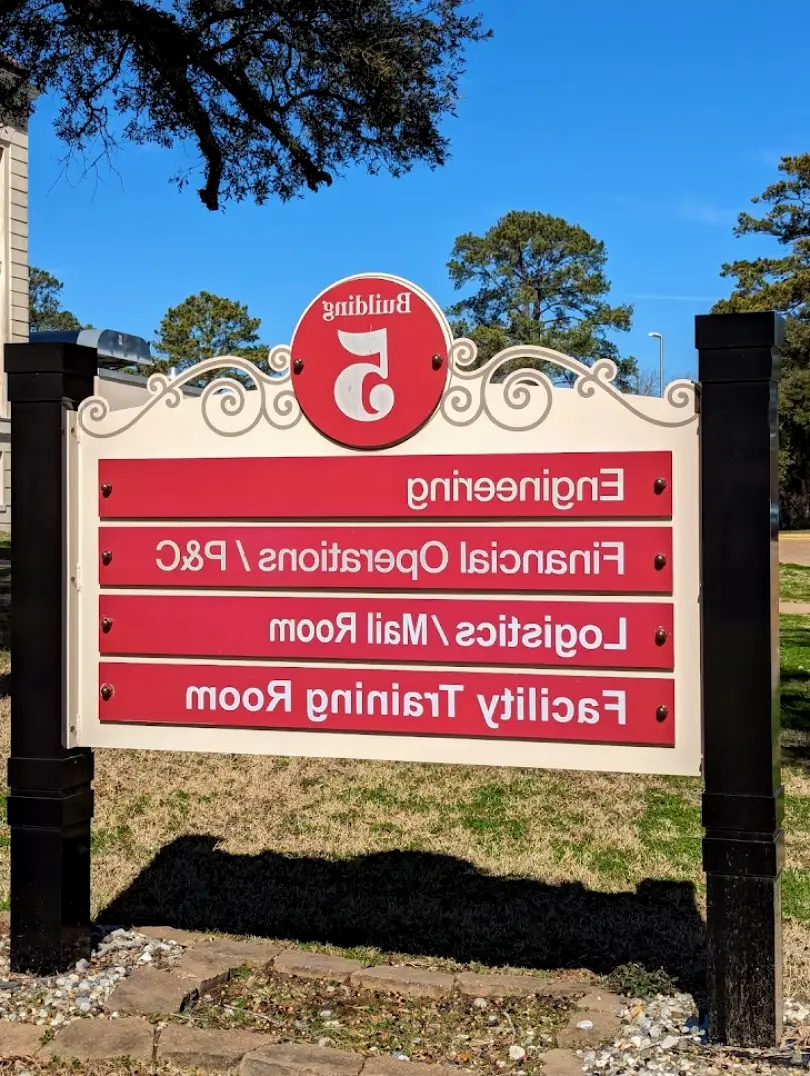 Building
5
Engineering
Financial Operations / P&C
Logistics/Mail Room
Facility Training Room